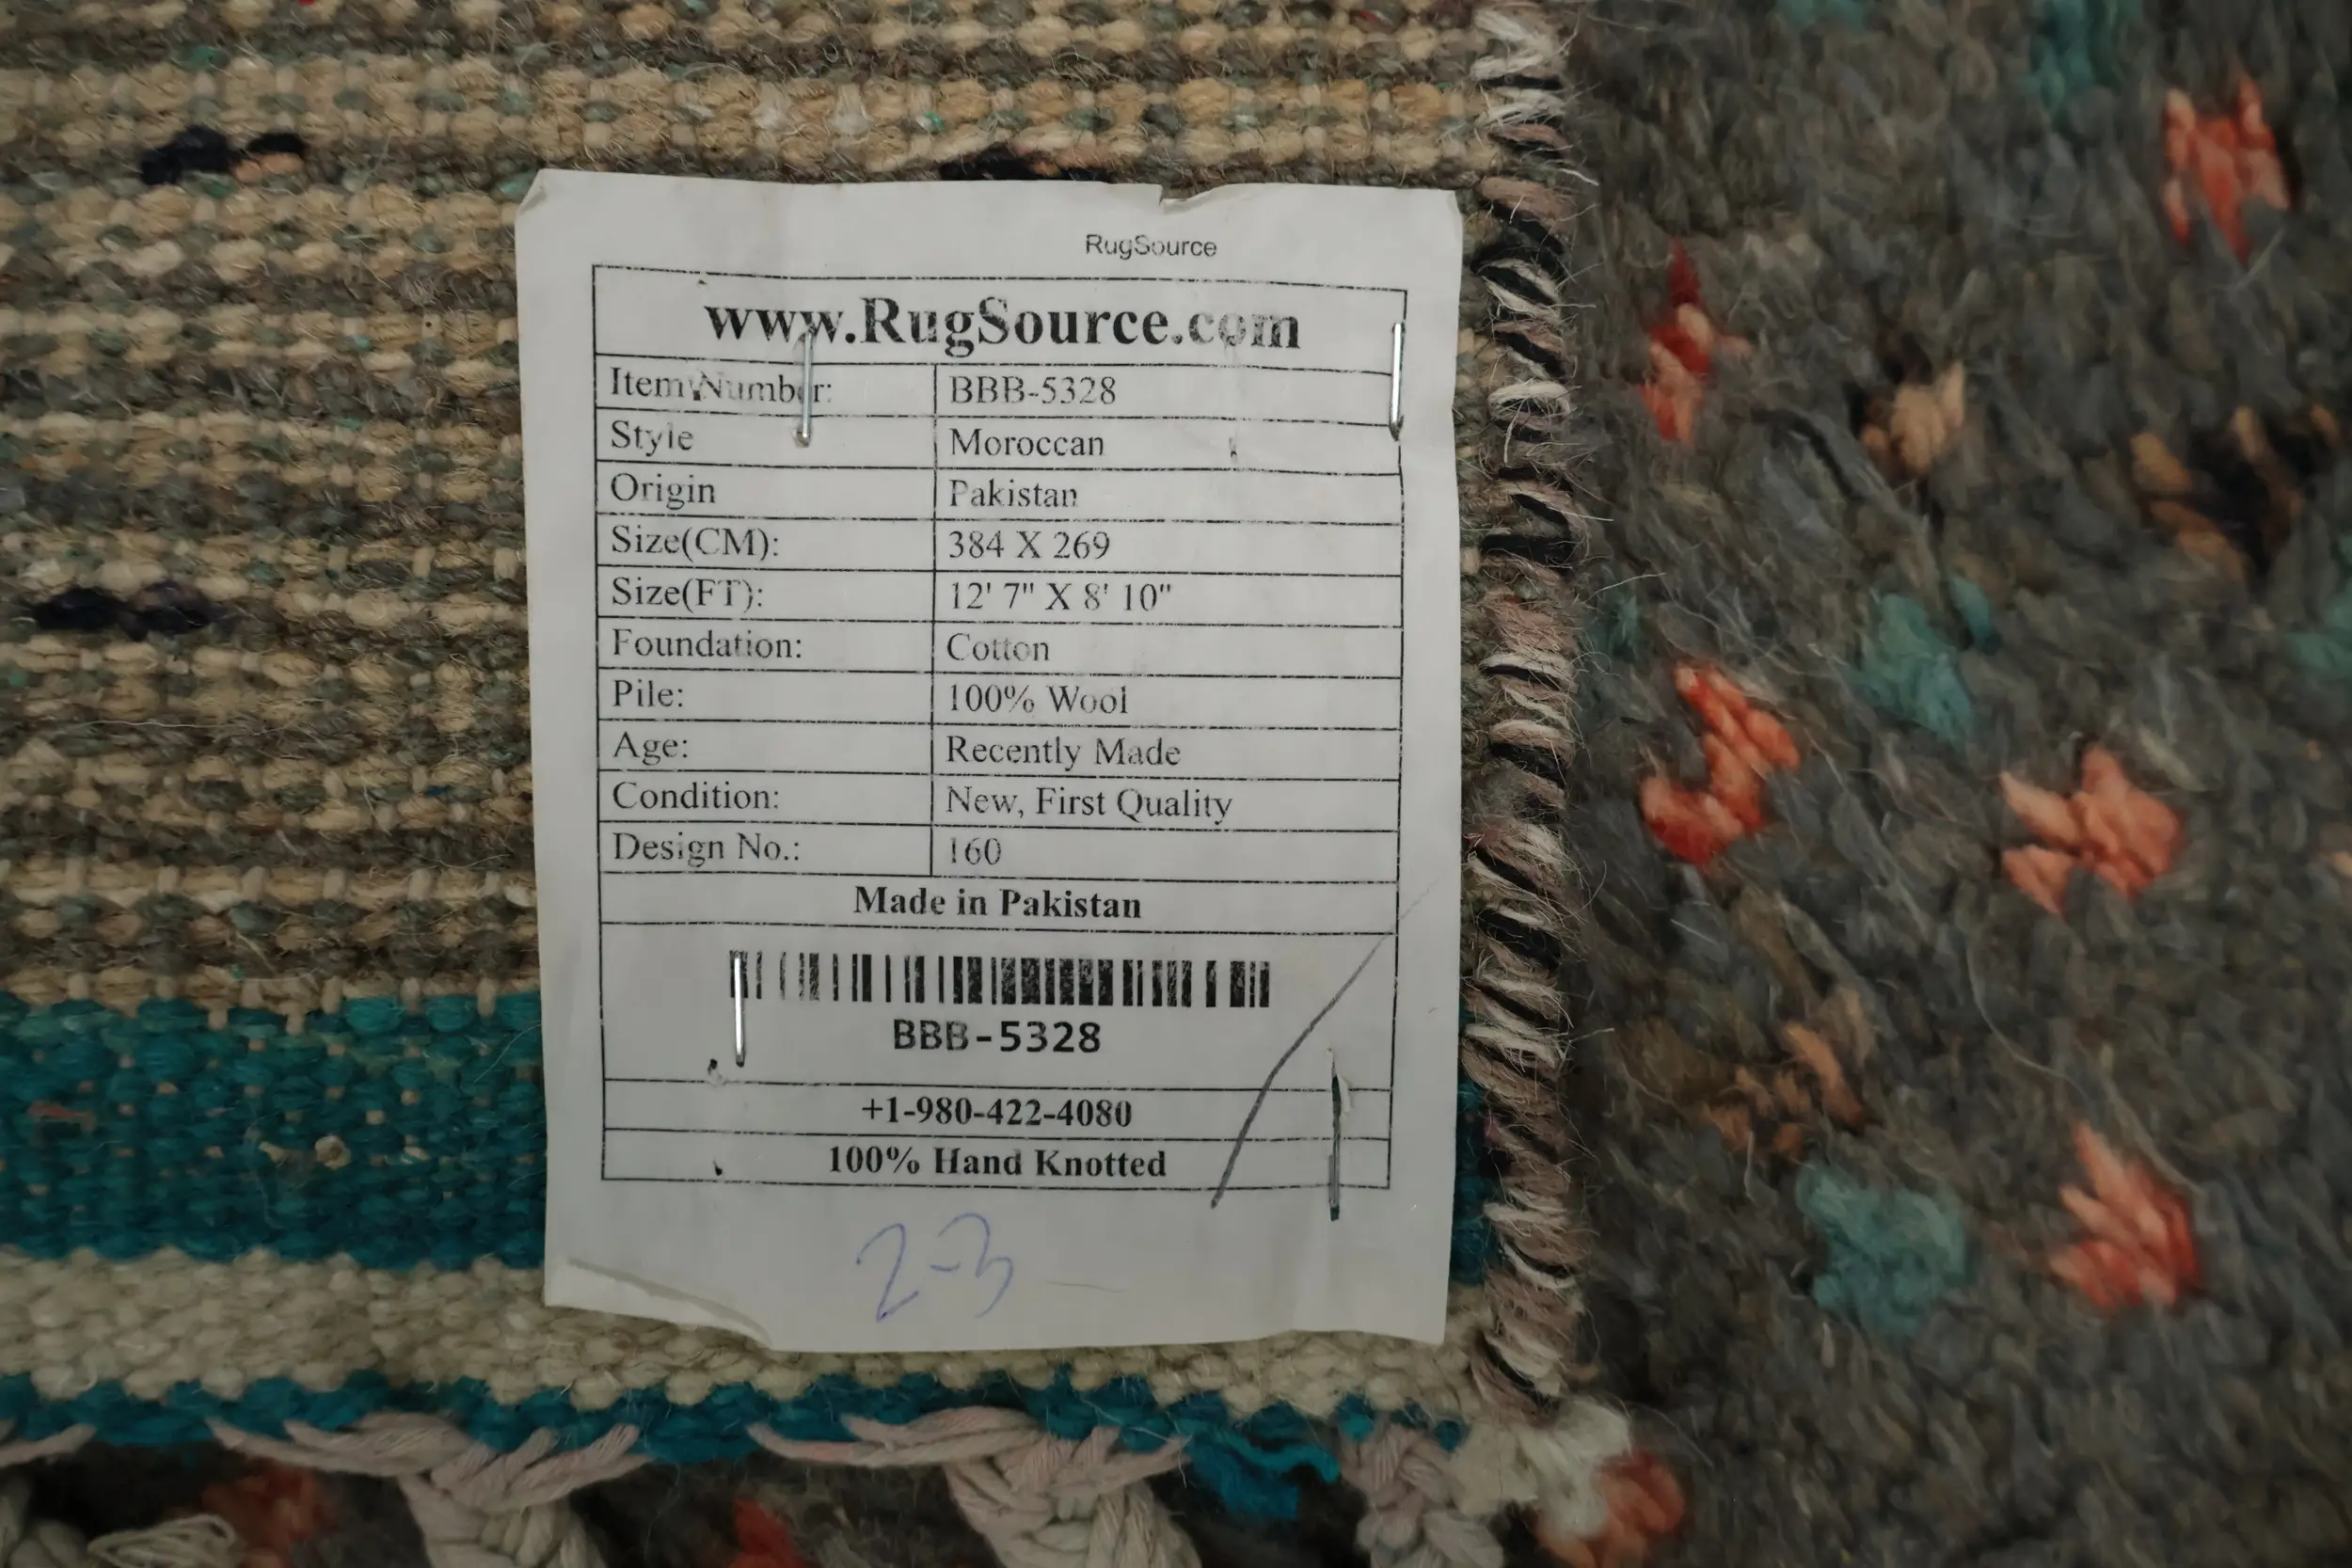 RugSource
www.RugSource.com
Item Number: BBB-5328
Style Moroccan
Origin Pakistan
Size(CM): 384 X 269
Size(FT): 12' 7" X 8' 10"
Foundation: Cotton
Pile: 100% Wool
Age: Recently Made
Condition: New, First Quality
Design No.: 160
Made in Pakistan
BBB-5328
+1-980-422-4080
100% Hand Knotted
2-3